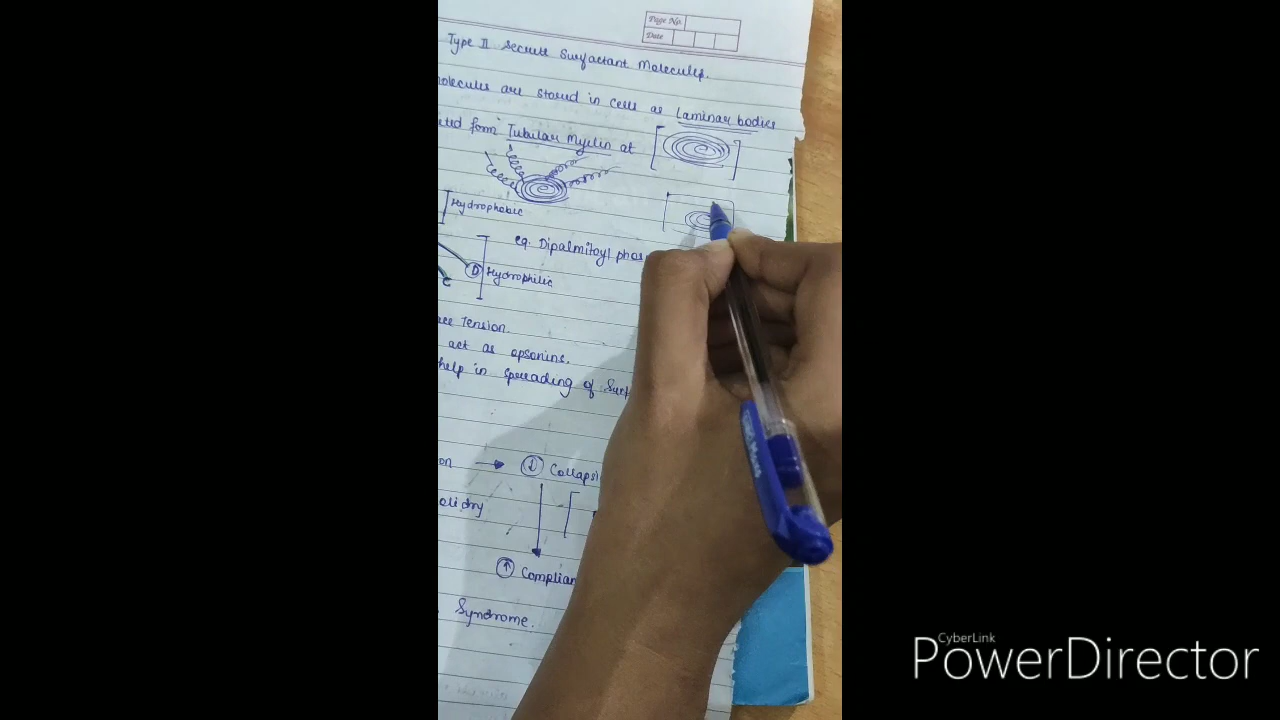 Page No.
Date
Type II secrete Surfactant Molecules.
molecules are stored in cells as Laminar bodies
form Tubular Myelin at
Hydrophobic
eg. Dipalmitoyl phos
D Hydrophilic
C
Tension.
act as opsonins.
help in spreading of Surf
on → ↓ Collaps
↑ Complian
Syndrome.
CyberLink
PowerDirector